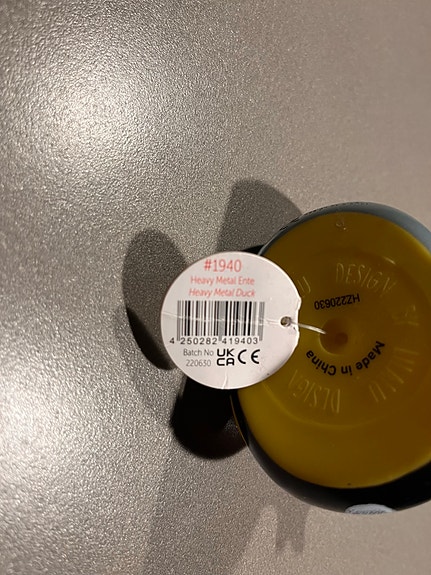 #1940
Heavy Metal Ente
Heavy Metal Duck
4 250282 419403
Batch No
220630
UK
CA
CE
HZ220630
Made in China
DESIGN
DESIGN